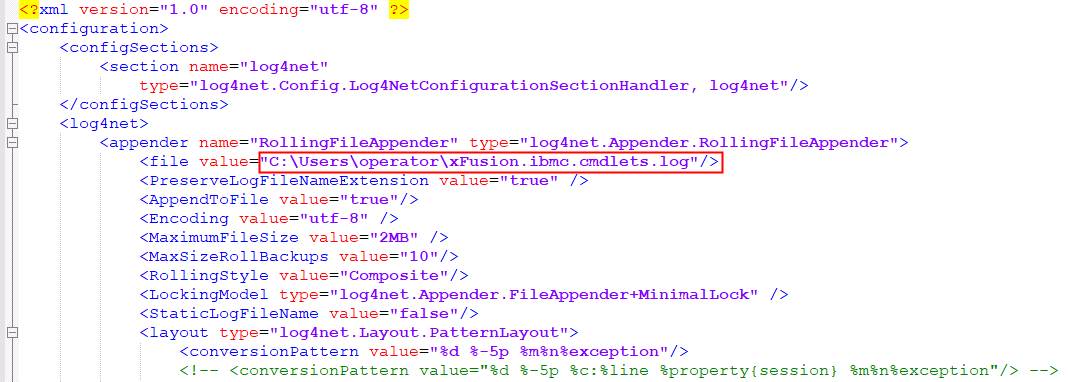 <?xml version="1.0" encoding="utf-8" ?>
<configuration>
<configSections>
<section name="log4net"
type="log4net.Config.Log4NetConfigurationSectionHandler, log4net"/>
</configSections>
<log4net>
<appender name="RollingFileAppender" type="log4net.Appender.RollingFileAppender">
<file value="C:\Users\operator\xFusion.ibmc.cmdlets.log"/>
<PreserveLogFileNameExtension value="true" />
<AppendToFile value="true"/>
<Encoding value="utf-8" />
<MaximumFileSize value="2MB" />
<MaxSizeRollBackups value="10"/>
<RollingStyle value="Composite"/>
<LockingModel type="log4net.Appender.FileAppender+MinimalLock" />
<StaticLogFileName value="false"/>
<layout type="log4net.Layout.PatternLayout">
<conversionPattern value="%d %-5p %m%n%exception"/>
<!-- <conversionPattern value="%d %-5p %c:%line %property{session} %m%n%exception"/> -->